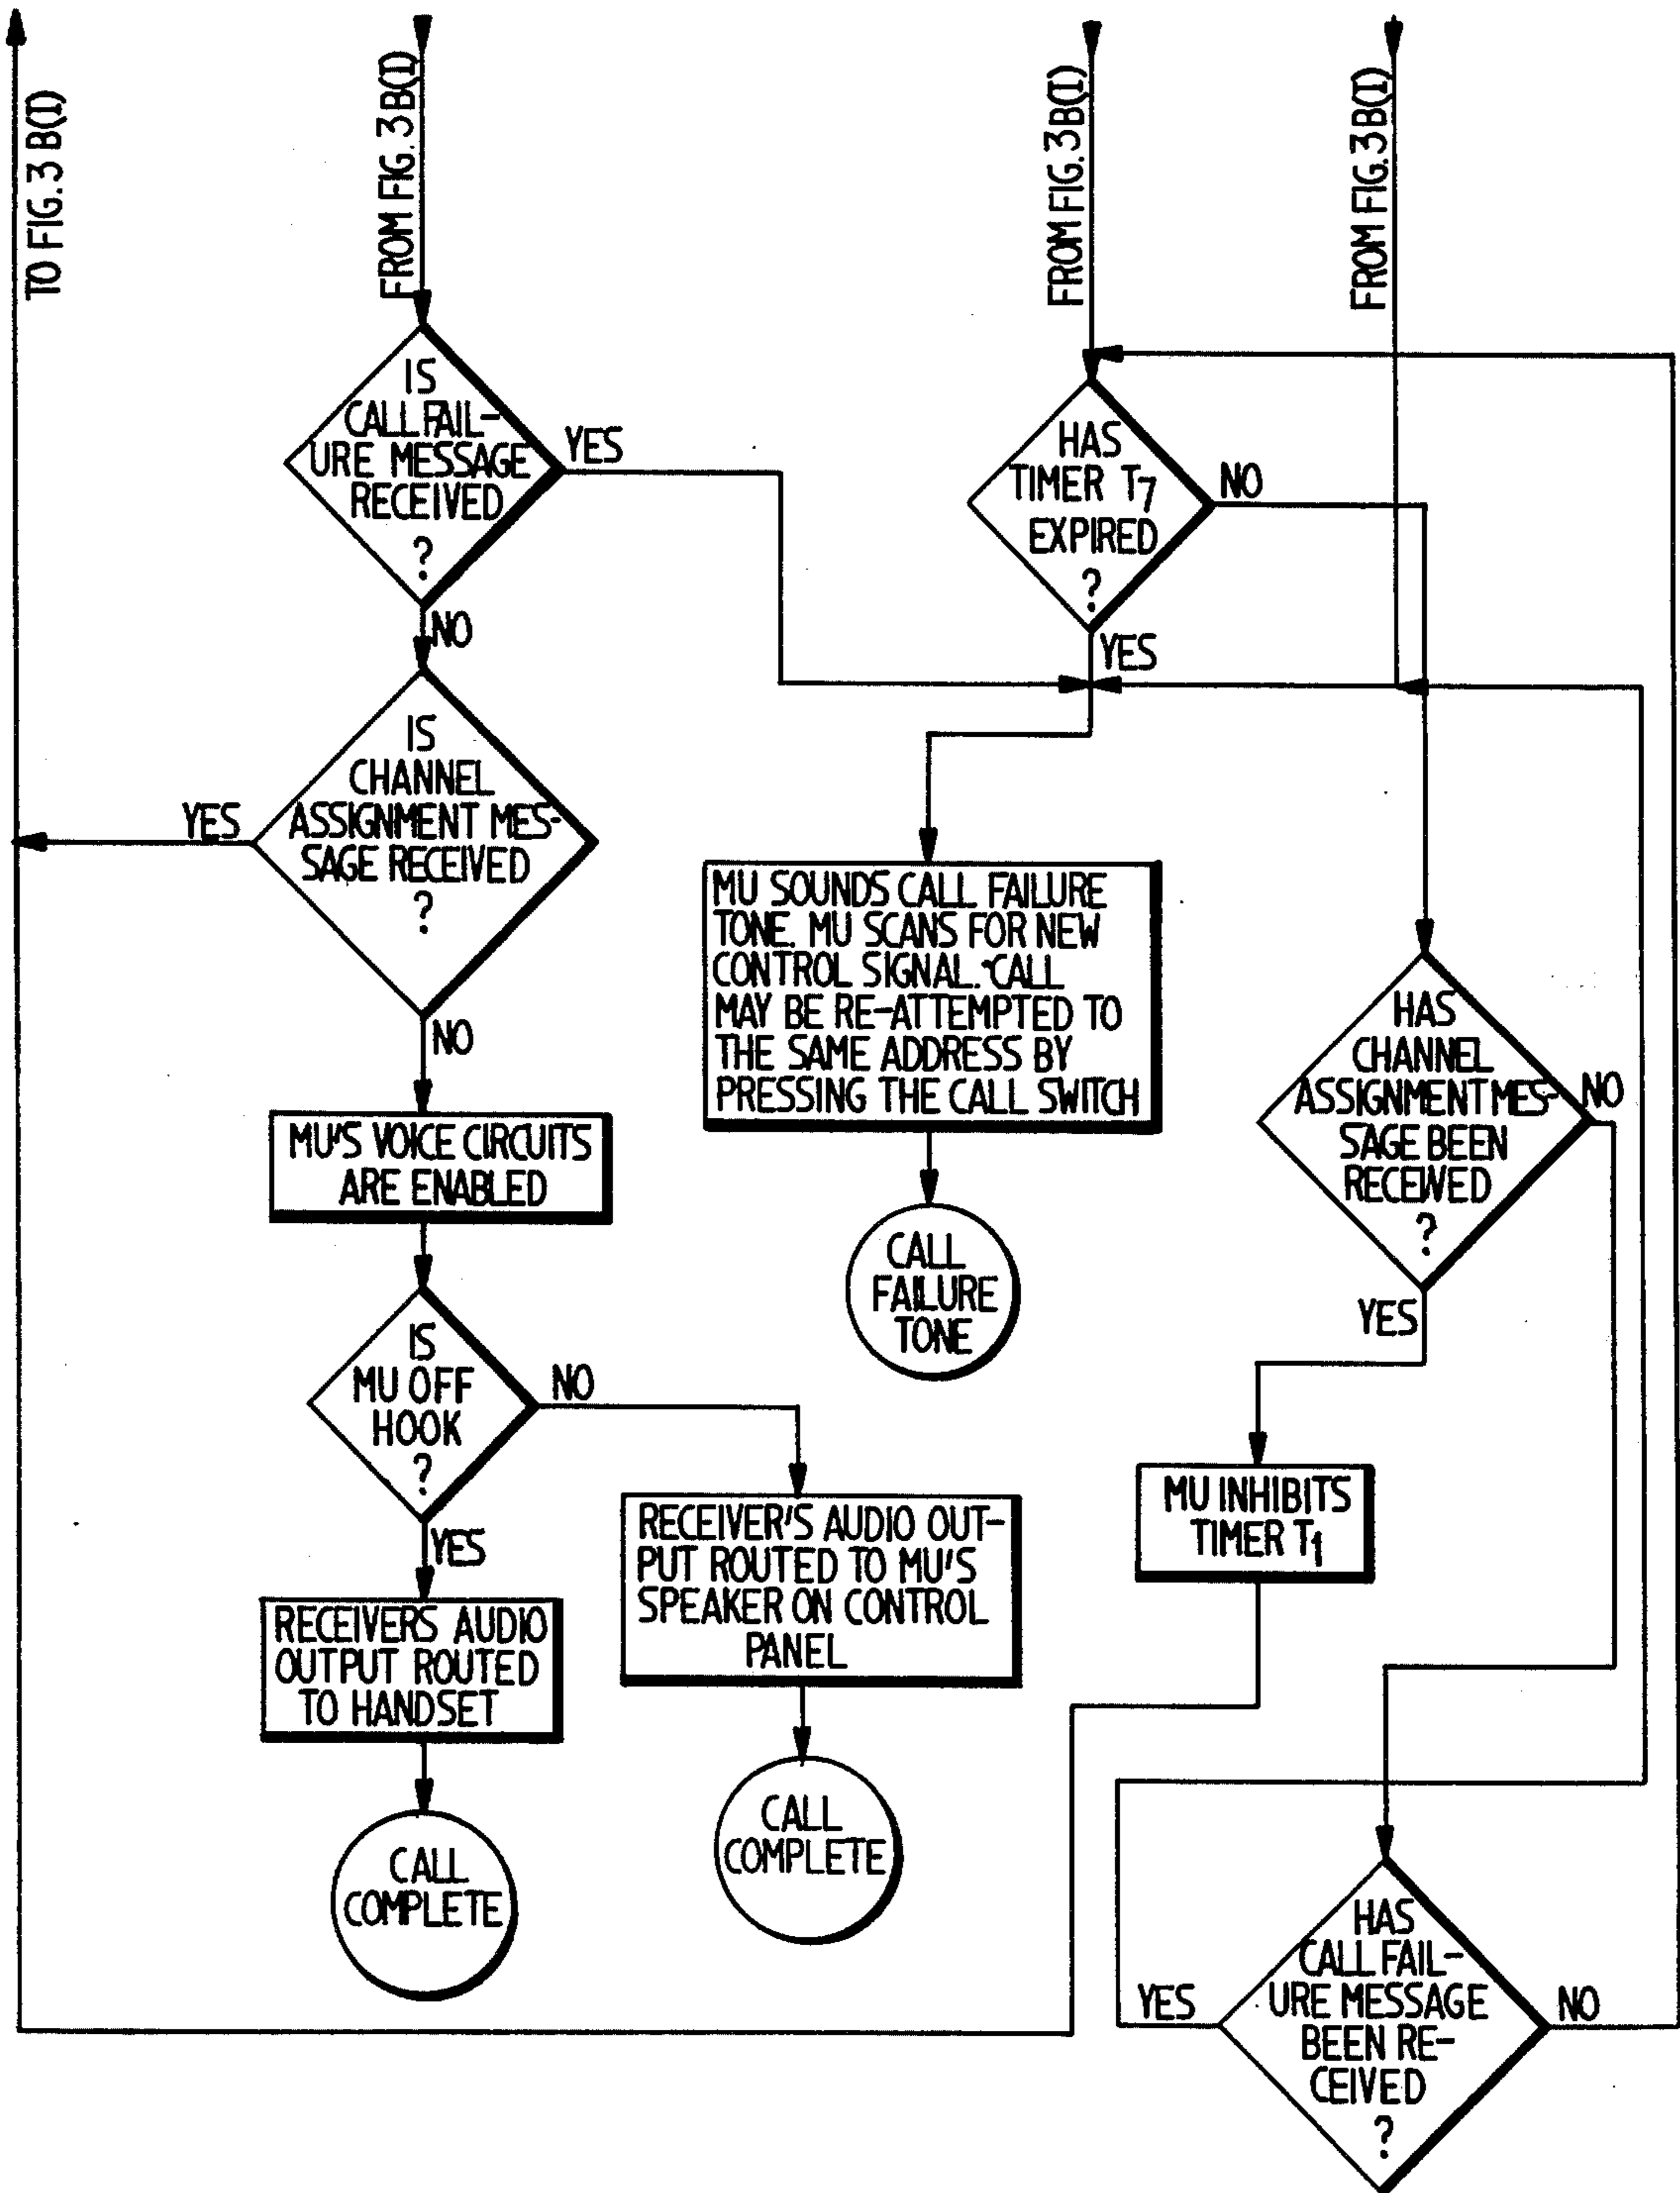 TO FIG. 3 B(I)
FROM FIG. 3 B(I)
FROM FIG. 3 B(I)
FROM FIG. 3 B(I)
IS
CALL FAIL-
URE MESSAGE
RECEIVED
?
YES
NO
HAS
TIMER T7
EXPIRED
?
NO
YES
IS
CHANNEL
ASSIGNMENT MES-
SAGE RECEIVED
?
YES
NO
MU SOUNDS CALL FAILURE
TONE. MU SCANS FOR NEW
CONTROL SIGNAL. CALL
MAY BE RE-ATTEMPTED TO
THE SAME ADDRESS BY
PRESSING THE CALL SWITCH
HAS
CHANNEL
ASSIGNMENT MES-
SAGE BEEN
RECEIVED
?
NO
YES
MU'S VOICE CIRCUITS
ARE ENABLED
CALL
FAILURE
TONE
IS
MU OFF
HOOK
?
NO
YES
RECEIVER'S AUDIO OUT-
PUT ROUTED TO MU'S
SPEAKER ON CONTROL
PANEL
MU INHIBITS
TIMER T1
RECEIVERS AUDIO
OUTPUT ROUTED
TO HANDSET
CALL
COMPLETE
CALL
COMPLETE
HAS
CALL FAIL-
URE MESSAGE
BEEN RE-
CEIVED
?
YES
NO